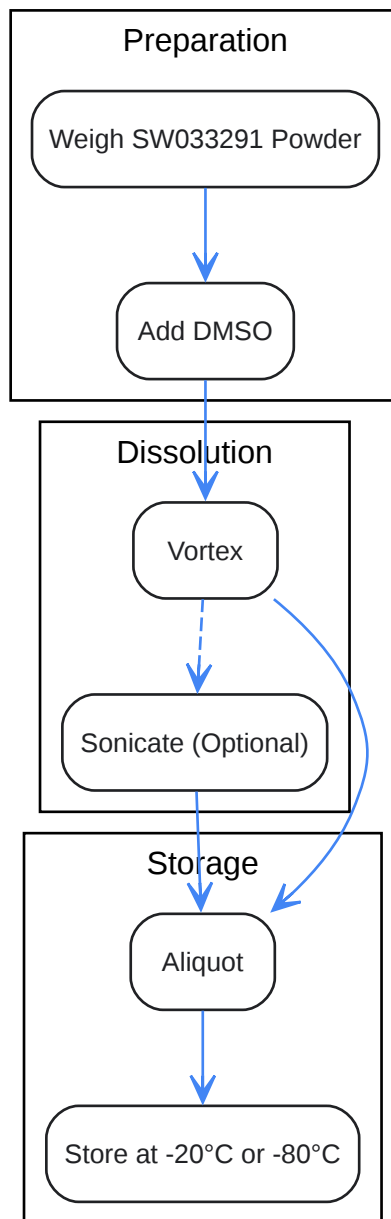 Preparation
Weigh SW033291 Powder
Add DMSO
Dissolution
Vortex
Sonicate (Optional)
Storage
Aliquot
Store at -20°C or -80°C